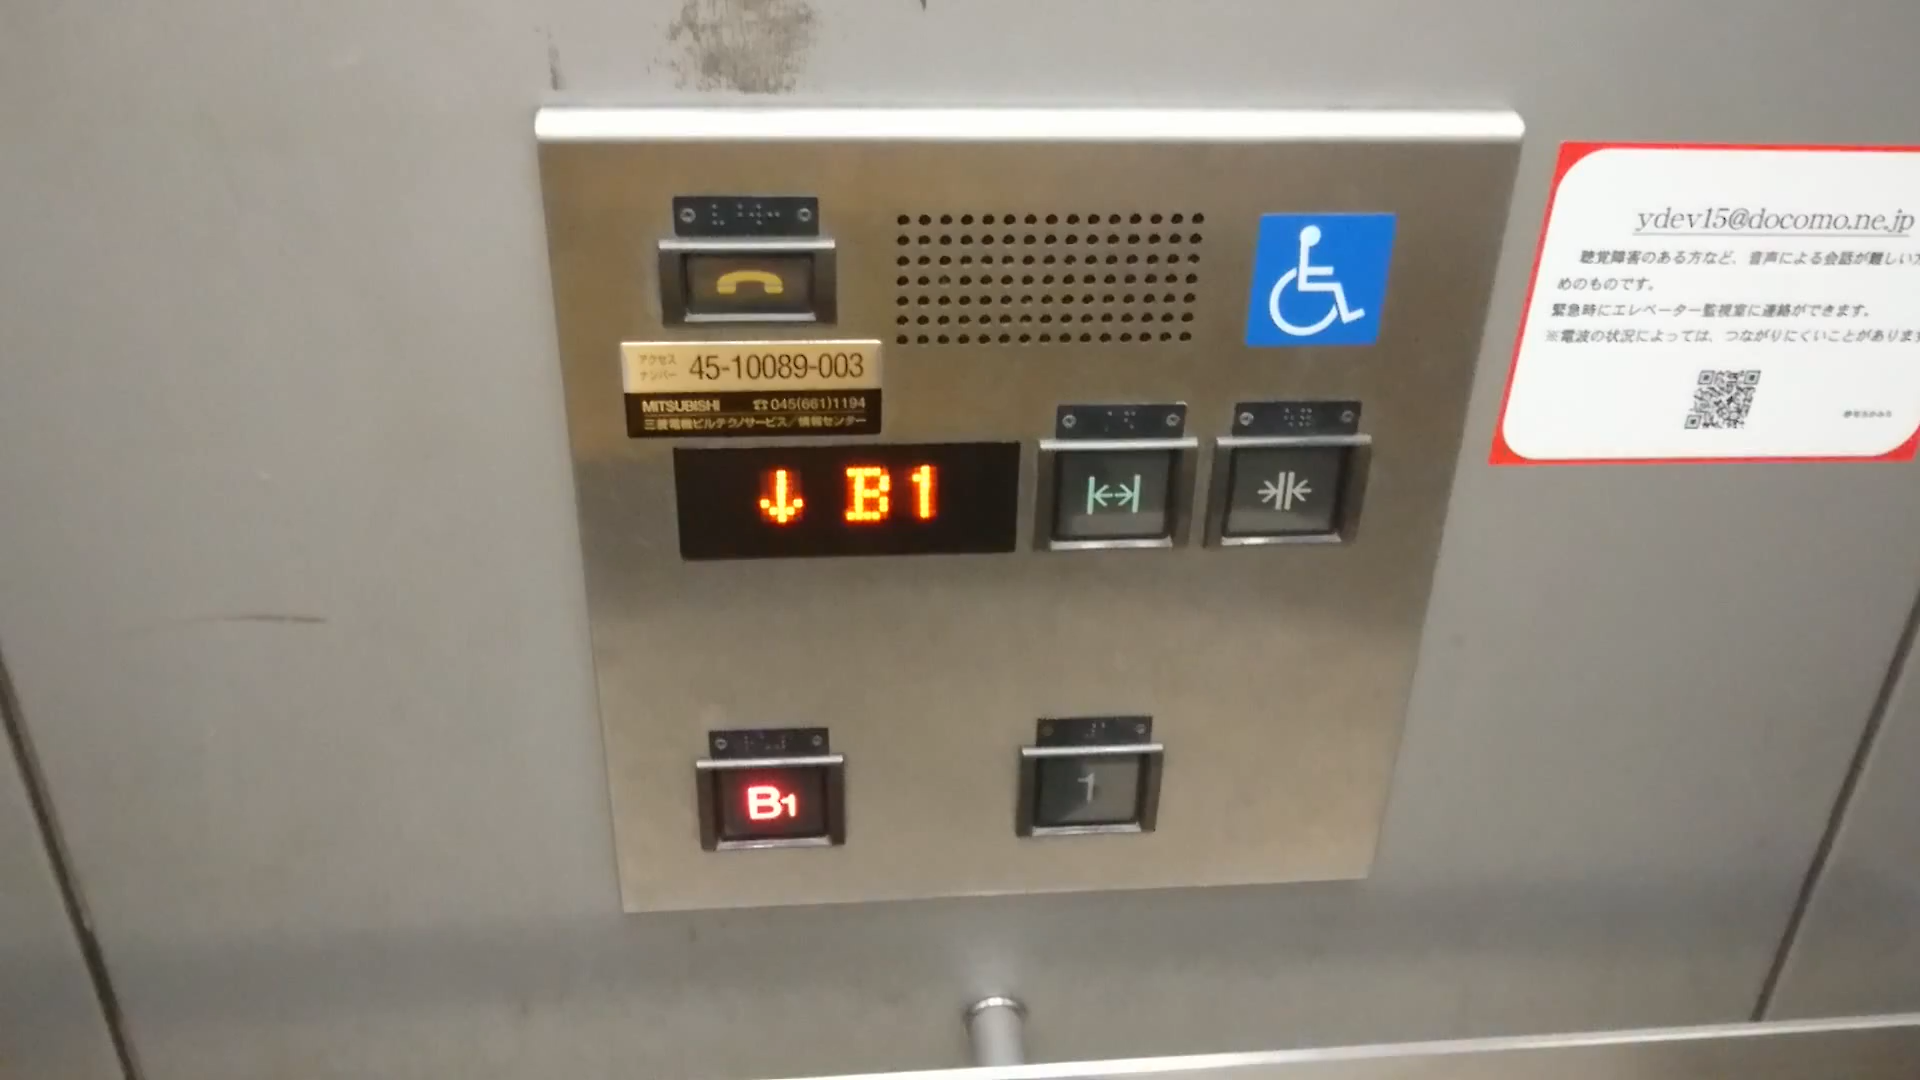 アクセス
ナンバー
45-10089-003
MITSUBISHI ☎045(661)1194
三菱電機ビルテクノサービス/情報センター
↓ B1
B1
1
ydev15@docomo.ne.jp
聴覚障害のある方など、音声による会話が難しい方
めのものです。
緊急時にエレベーター監視室に連絡ができます。
※電波の状況によっては、つながりにくいことがあります